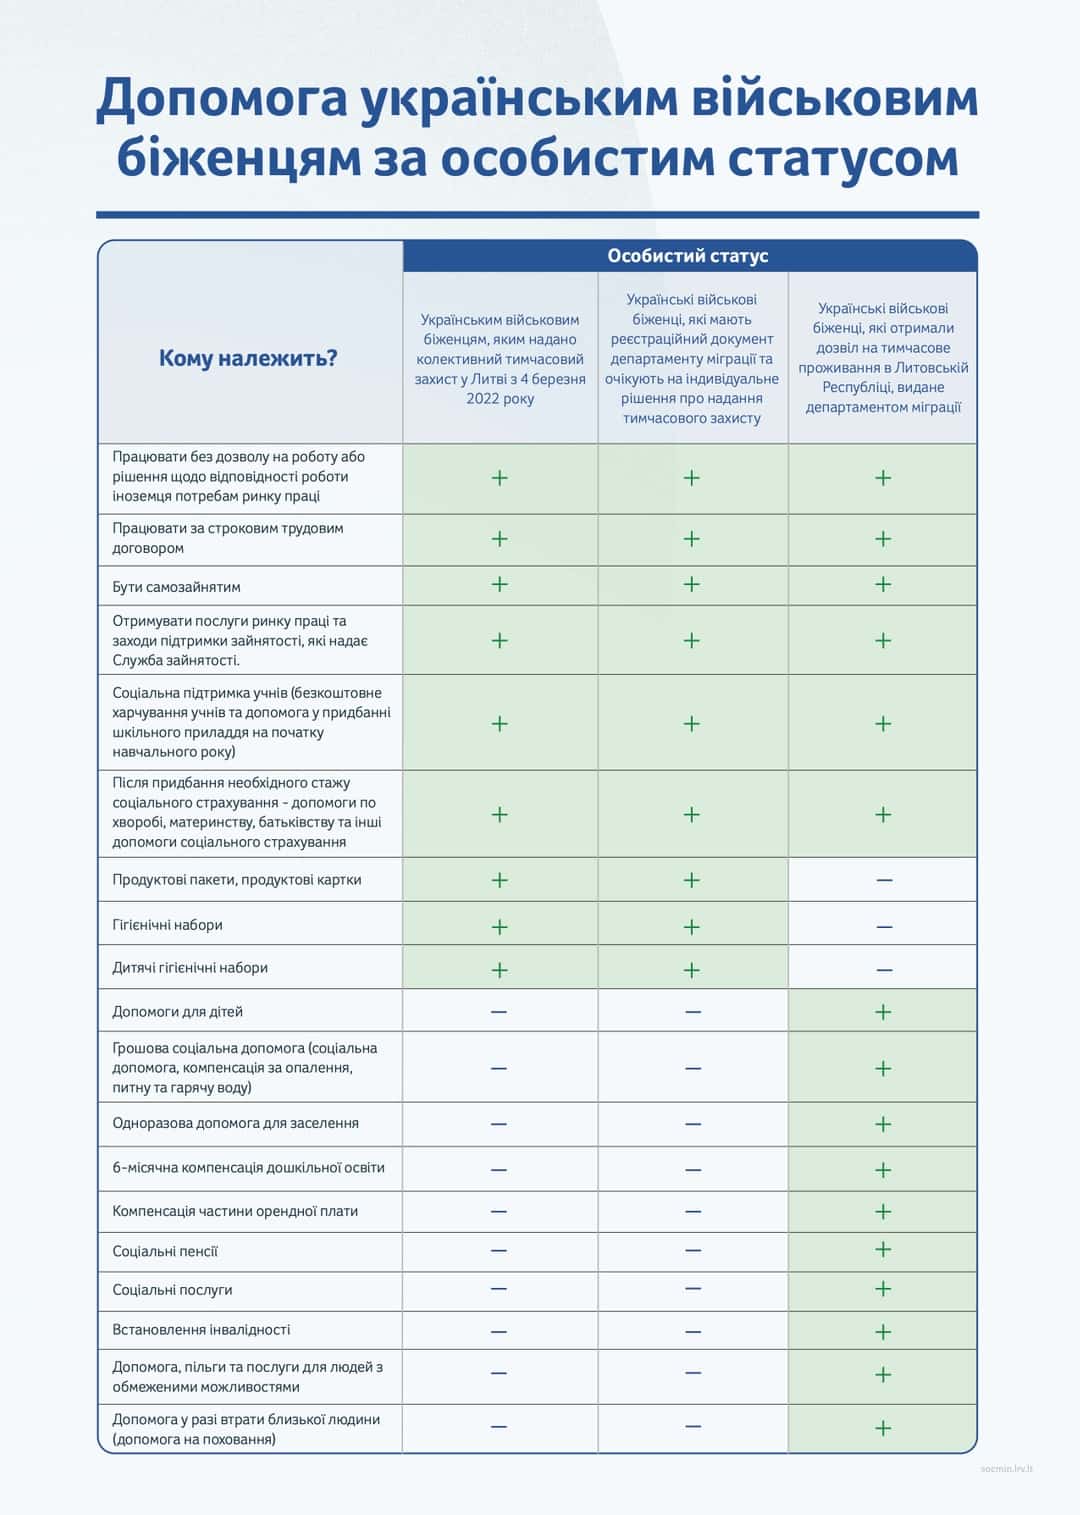 Допомога українським військовим
біженцям за особистим статусом
Кому належить?
Особистий статус
Українським військовим
біженцям, яким надано
колективний тимчасовий
захист у Литві з 4 березня
2022 року
Українські військові
біженці, які мають
реєстраційний документ
департаменту міграції та
очікують на індивідуальне
рішення про надання
тимчасового захисту
Українські військові
біженці, які отримали
дозвіл на тимчасове
проживання в Литовській
Республіці, видане
департаментом міграції
Працювати без дозволу на роботу або
рішення щодо відповідності роботи
іноземця потребам ринку праці
+ + +
Працювати за строковим трудовим
договором
+ + +
Бути самозайнятим
+ + +
Отримувати послуги ринку праці та
заходи підтримки зайнятості, які надає
Служба зайнятості.
+ + +
Соціальна підтримка учнів (безкоштовне
харчування учнів та допомога у придбанні
шкільного приладдя на початку
навчального року)
+ + +
Після придбання необхідного стажу
соціального страхування - допомоги по
хворобі, материнству, батьківству та інші
допомоги соціального страхування
+ + +
Продуктові пакети, продуктові картки
+ + –
Гігієнічні набори
+ + –
Дитячі гігієнічні набори
+ + –
Допомоги для дітей
– – +
Грошова соціальна допомога (соціальна
допомога, компенсація за опалення,
питну та гарячу воду)
– – +
Одноразова допомога для заселення
– – +
6-місячна компенсація дошкільної освіти
– – +
Компенсація частини орендної плати
– – +
Соціальні пенсії
– – +
Соціальні послуги
– – +
Встановлення інвалідності
– – +
Допомога, пільги та послуги для людей з
обмеженими можливостями
– – +
Допомога у разі втрати близької людини
(допомога на поховання)
– – +
socmin.lrv.lt